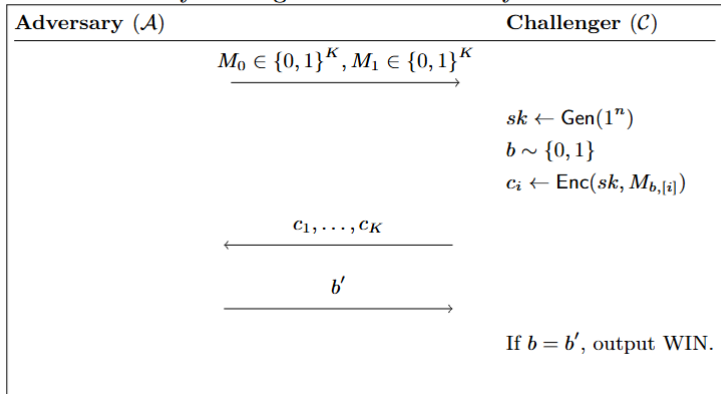 Adversary (𝒜) Challenger (𝒞)
M₀ ∈ {0, 1}ᴷ, M₁ ∈ {0, 1}ᴷ
sk ← Gen(1ⁿ)
b ∼ {0, 1}
cᵢ ← Enc(sk, M_{b,[i]})
c₁, . . . , c_K
b′
If b = b′, output WIN.